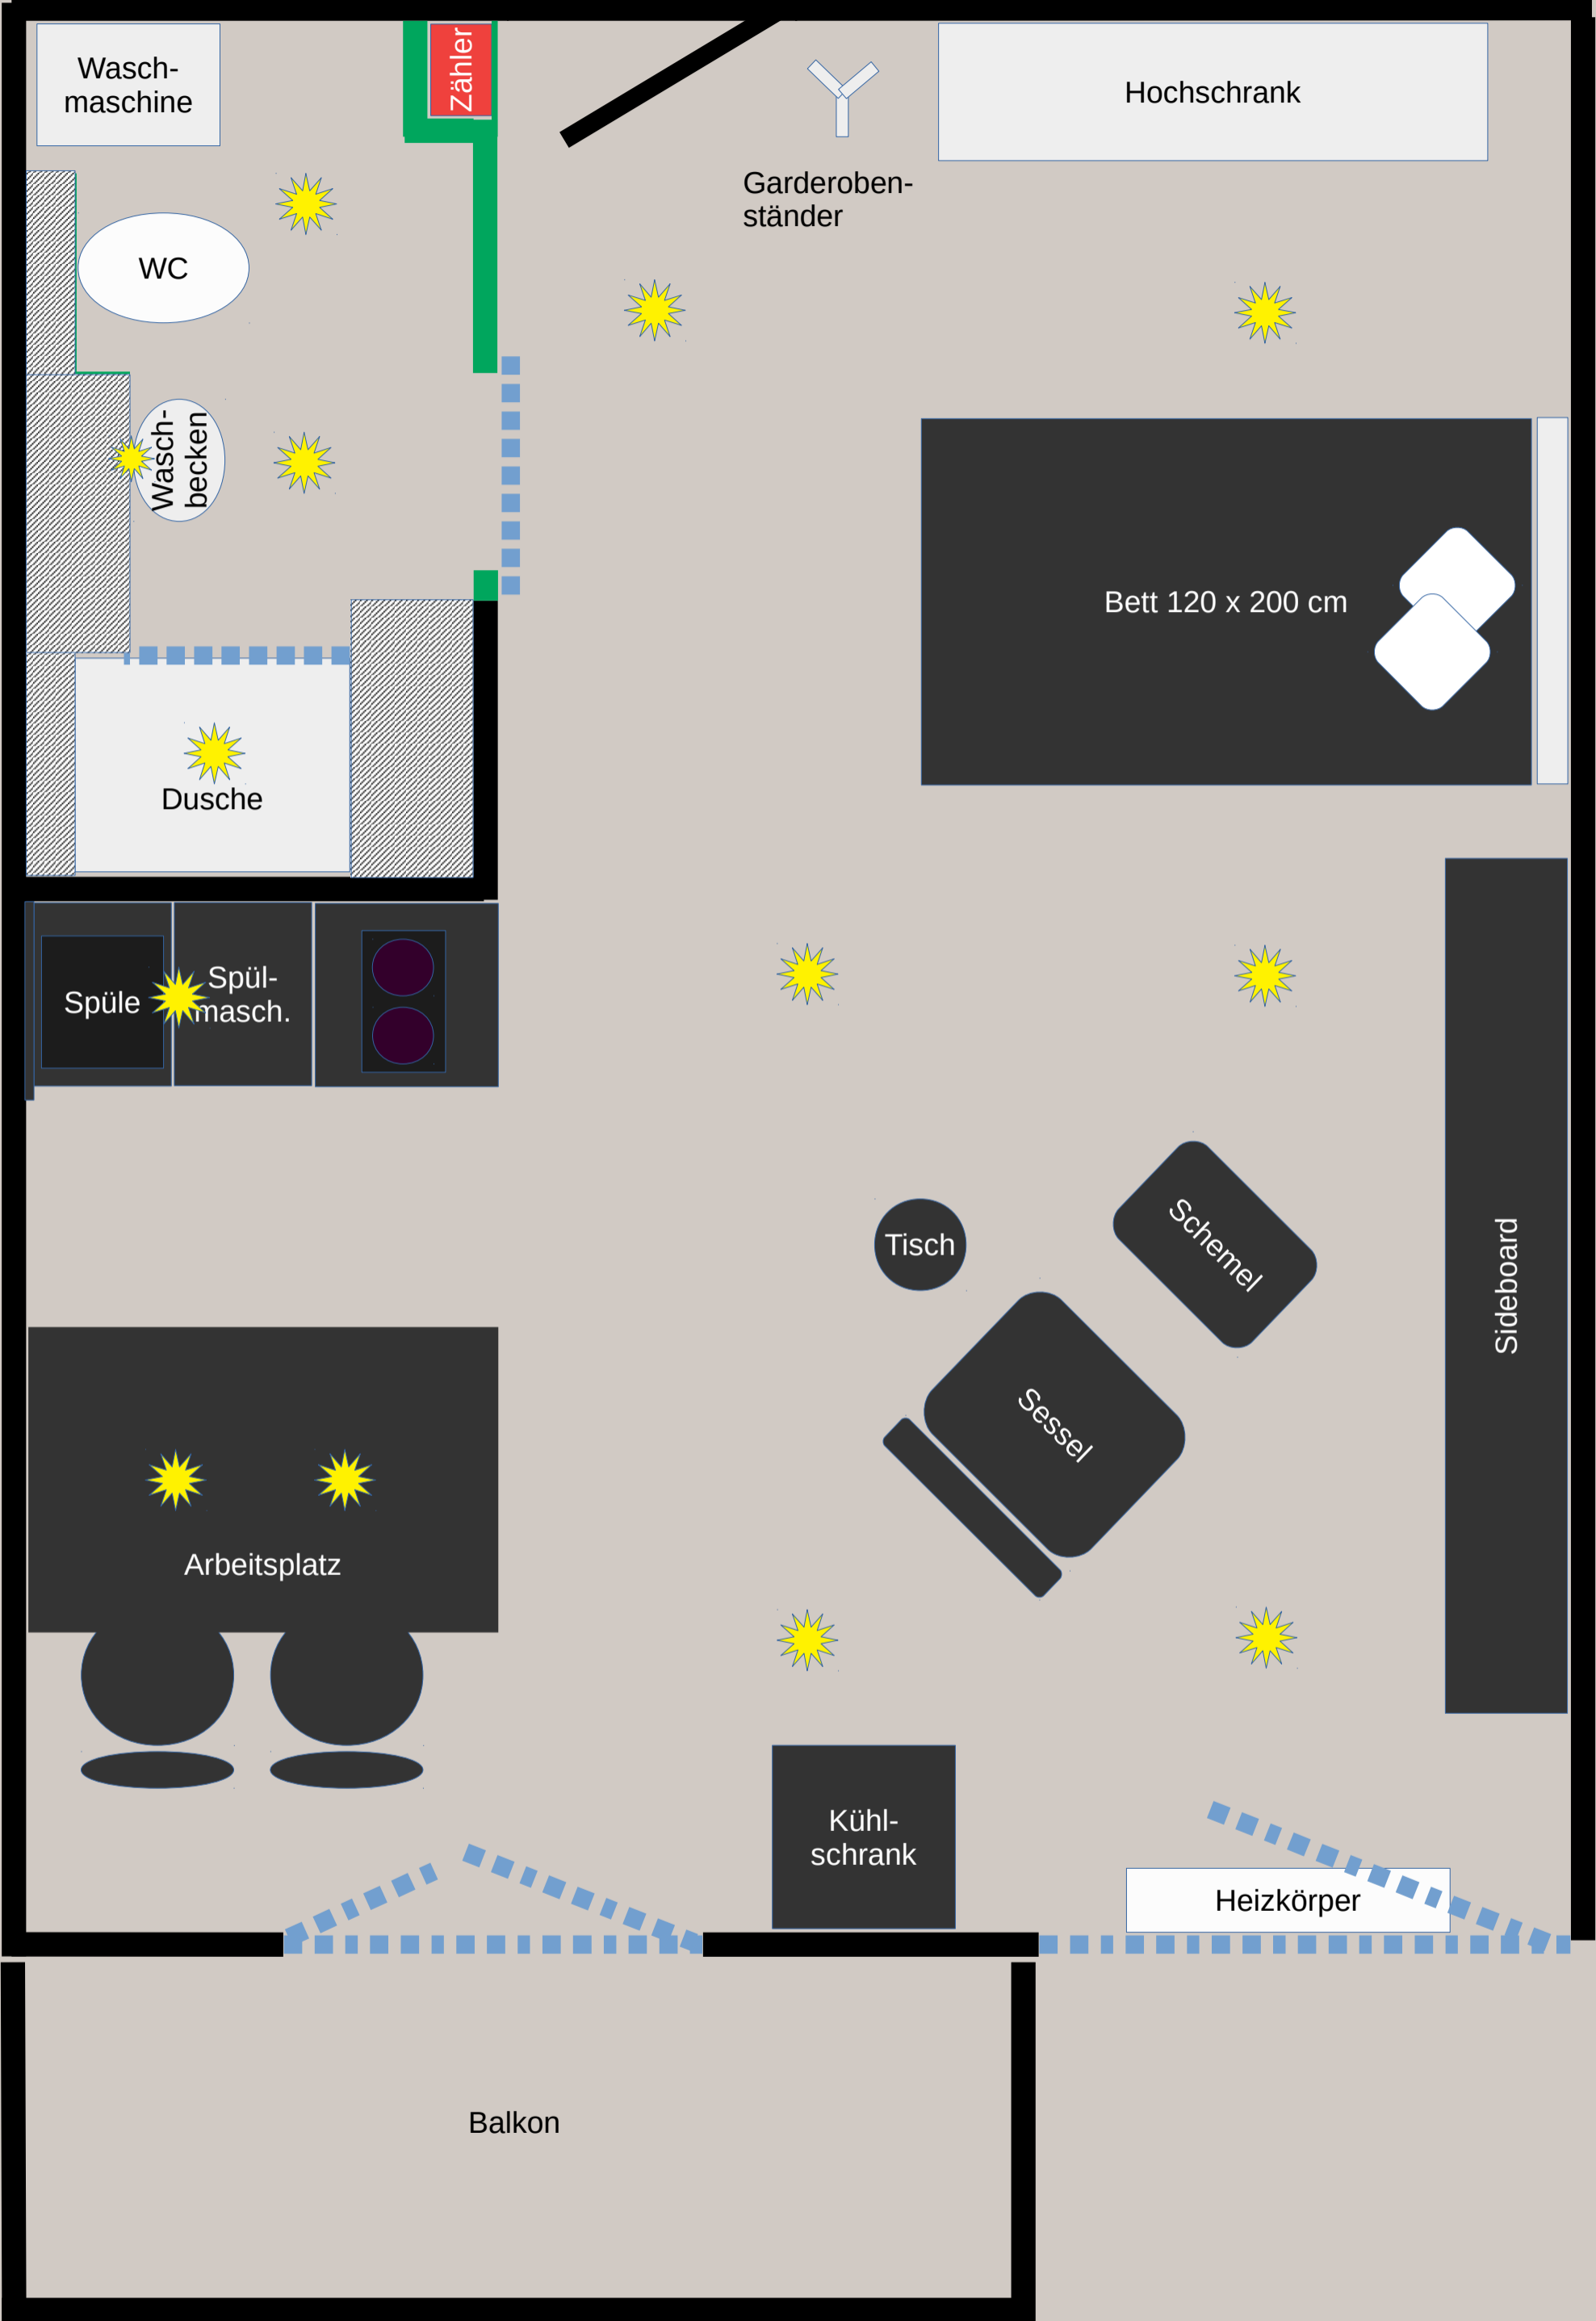 Wasch-
maschine
Zähler
Hochschrank
Garderoben-
ständer
WC
Wasch-
becken
Bett 120 x 200 cm
Dusche
Spüle
Spül-
masch.
Schemel
Tisch
Sideboard
Sessel
Arbeitsplatz
Kühl-
schrank
Heizkörper
Balkon